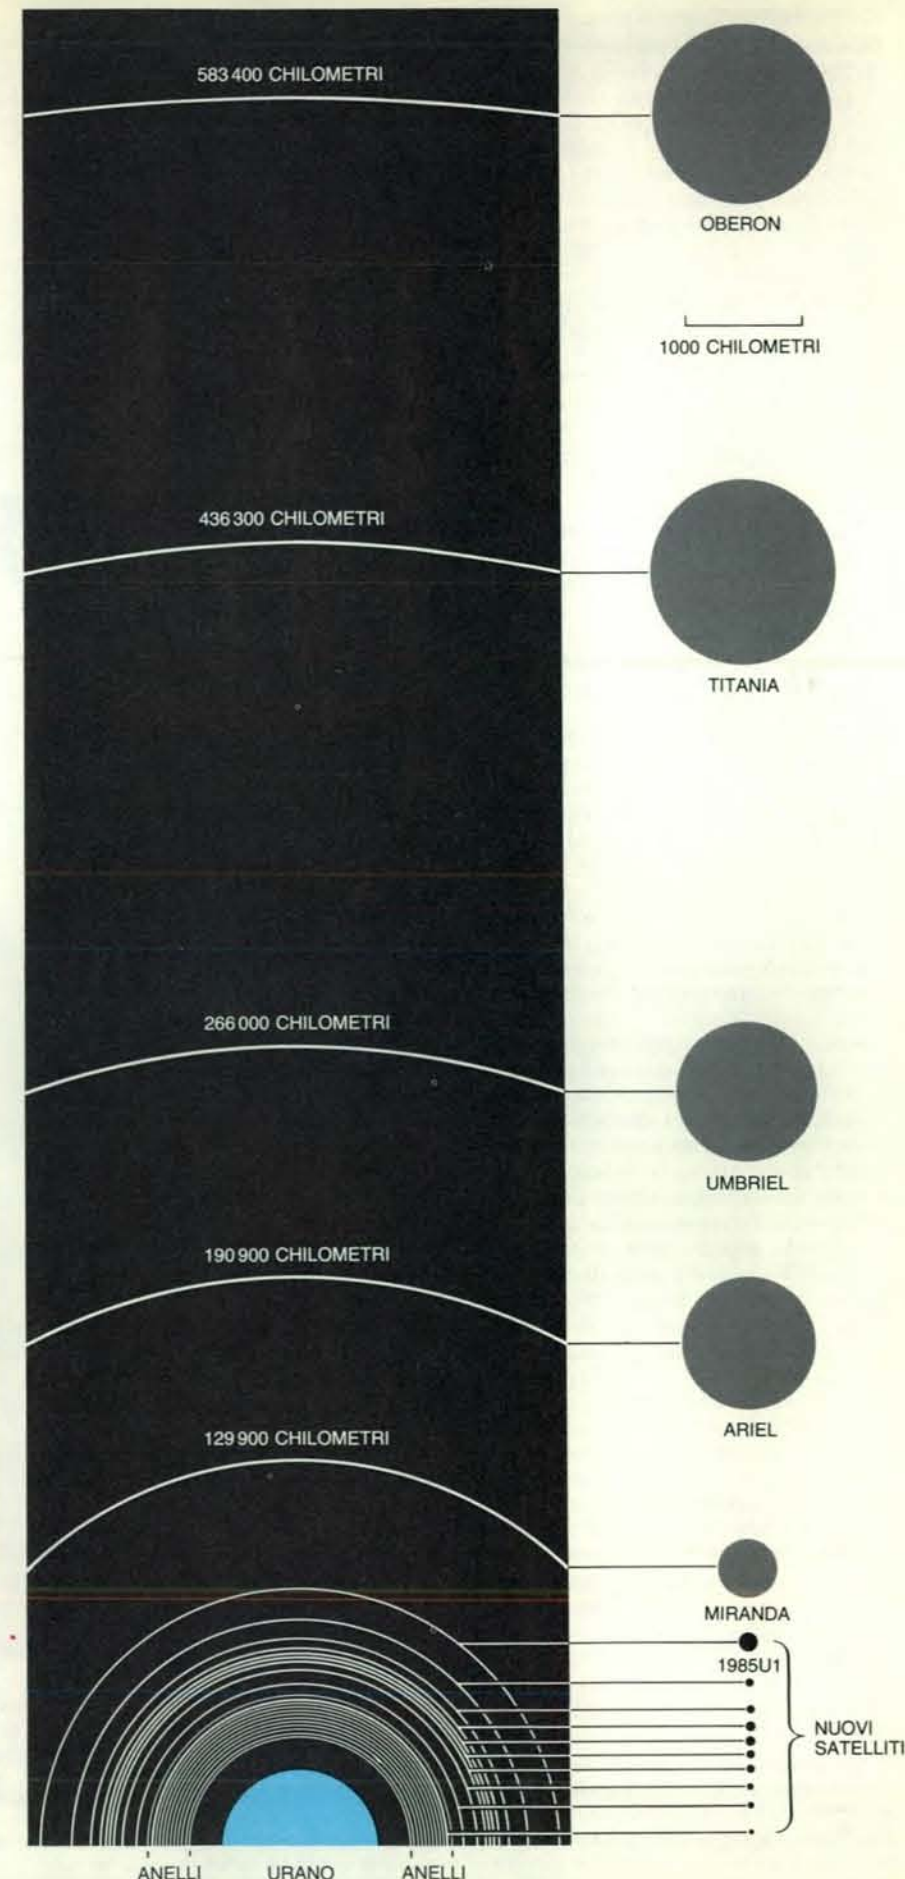 583 400 CHILOMETRI
OBERON
1000 CHILOMETRI
436 300 CHILOMETRI
TITANIA
266 000 CHILOMETRI
UMBRIEL
190 900 CHILOMETRI
ARIEL
129 900 CHILOMETRI
MIRANDA
1985U1
NUOVI
SATELLITI
ANELLI URANO ANELLI